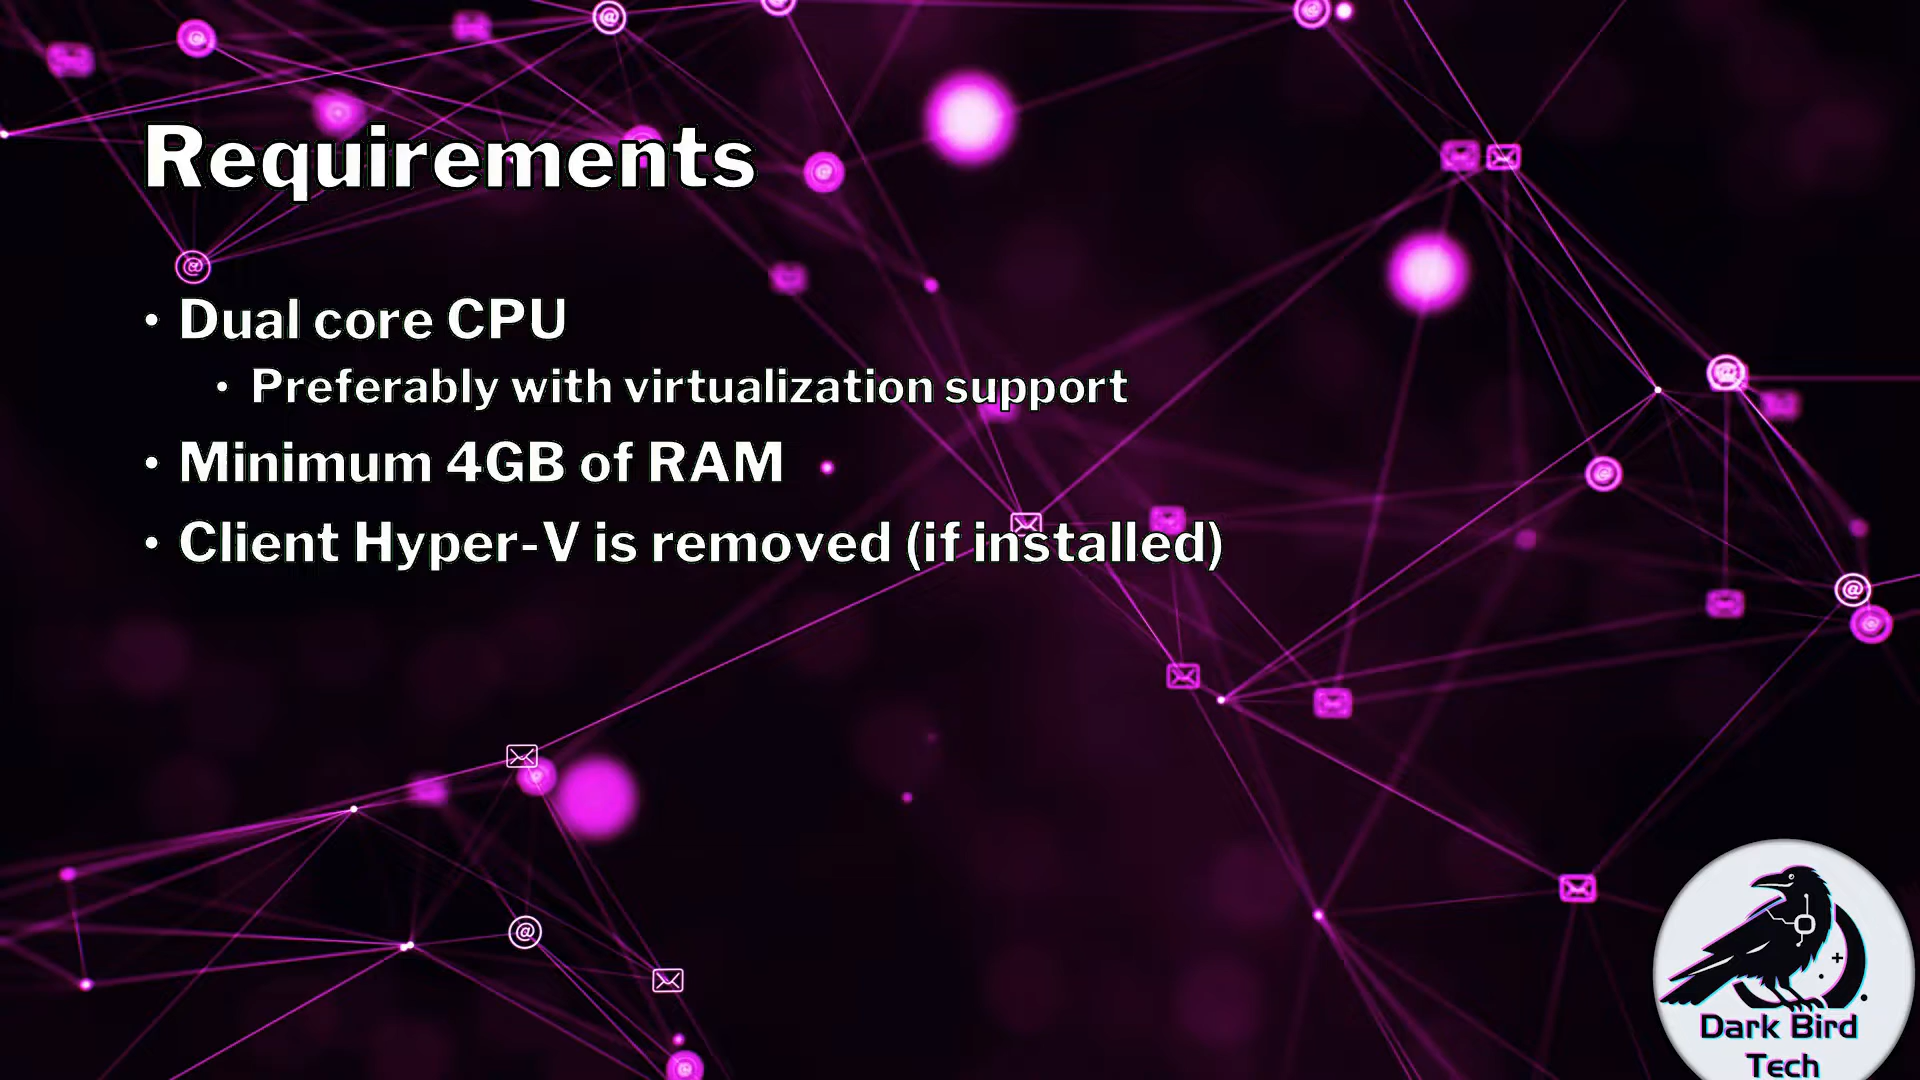 Requirements
• Dual core CPU
• Preferably with virtualization support
• Minimum 4GB of RAM
• Client Hyper-V is removed (if installed)
Dark Bird
Tech